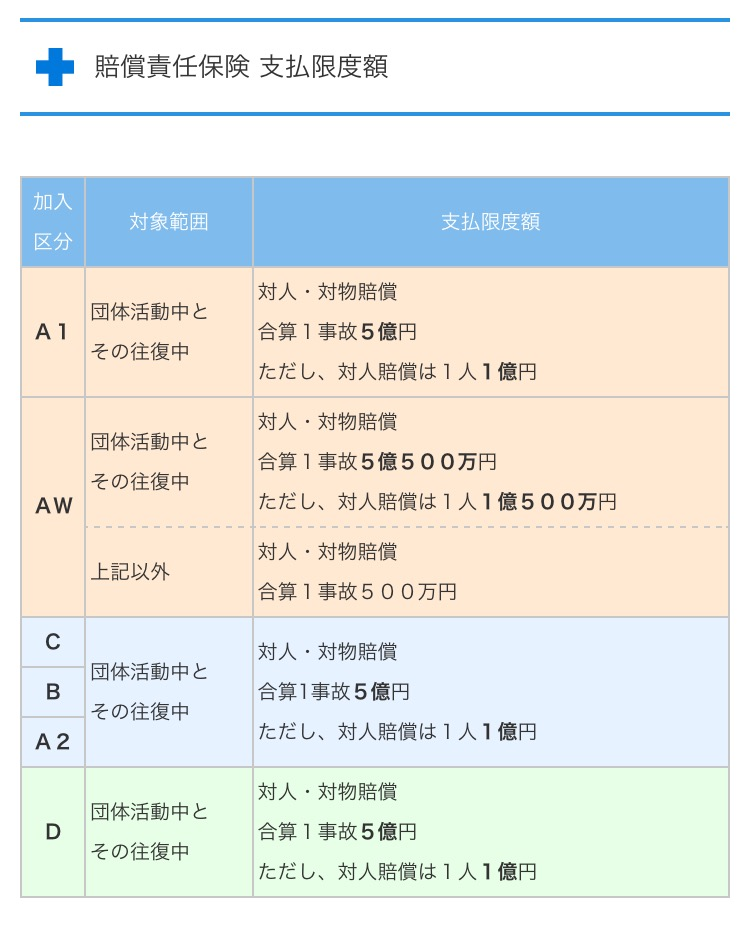 賠償責任保険 支払限度額
加入
区分
対象範囲
支払限度額
Ａ１
団体活動中と
その往復中
対人・対物賠償
合算１事故５億円
ただし、対人賠償は１人１億円
ＡＷ
団体活動中と
その往復中
対人・対物賠償
合算１事故５億５００万円
ただし、対人賠償は１人１億５００万円
上記以外
対人・対物賠償
合算１事故５００万円
Ｃ
Ｂ
Ａ２
団体活動中と
その往復中
対人・対物賠償
合算1事故５億円
ただし、対人賠償は１人１億円
Ｄ
団体活動中と
その往復中
対人・対物賠償
合算１事故５億円
ただし、対人賠償は１人１億円